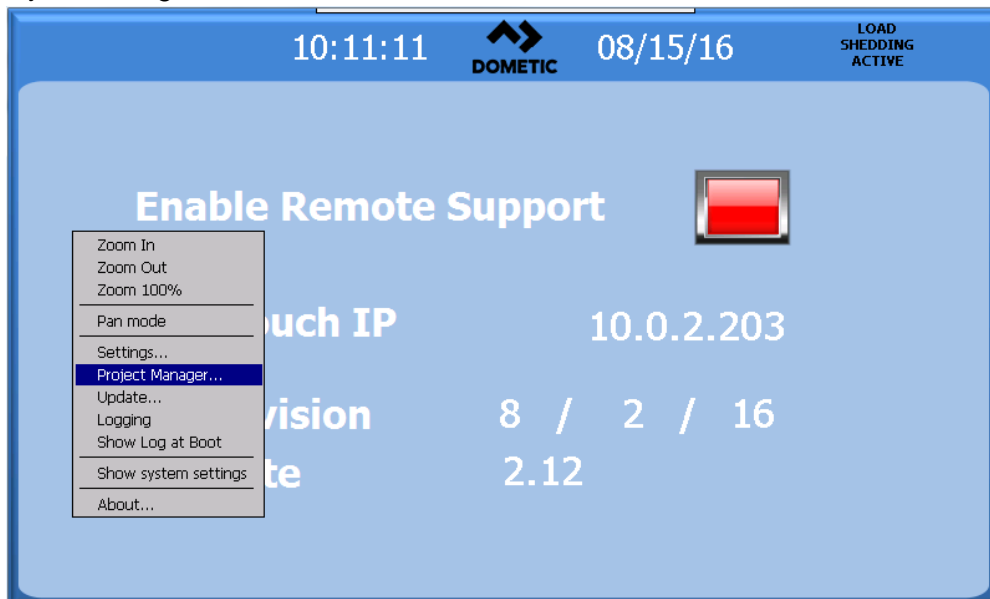 10:11:11 DOMETIC 08/15/16 LOAD
SHEDDING
ACTIVE
Enable Remote Support
Zoom In
Zoom Out
Zoom 100%
Pan mode
uch IP 10.0.2.203
Settings...
Project Manager...
Update...
Logging
vision 8 / 2 / 16
Show Log at Boot
Show system settings
te 2.12
About...